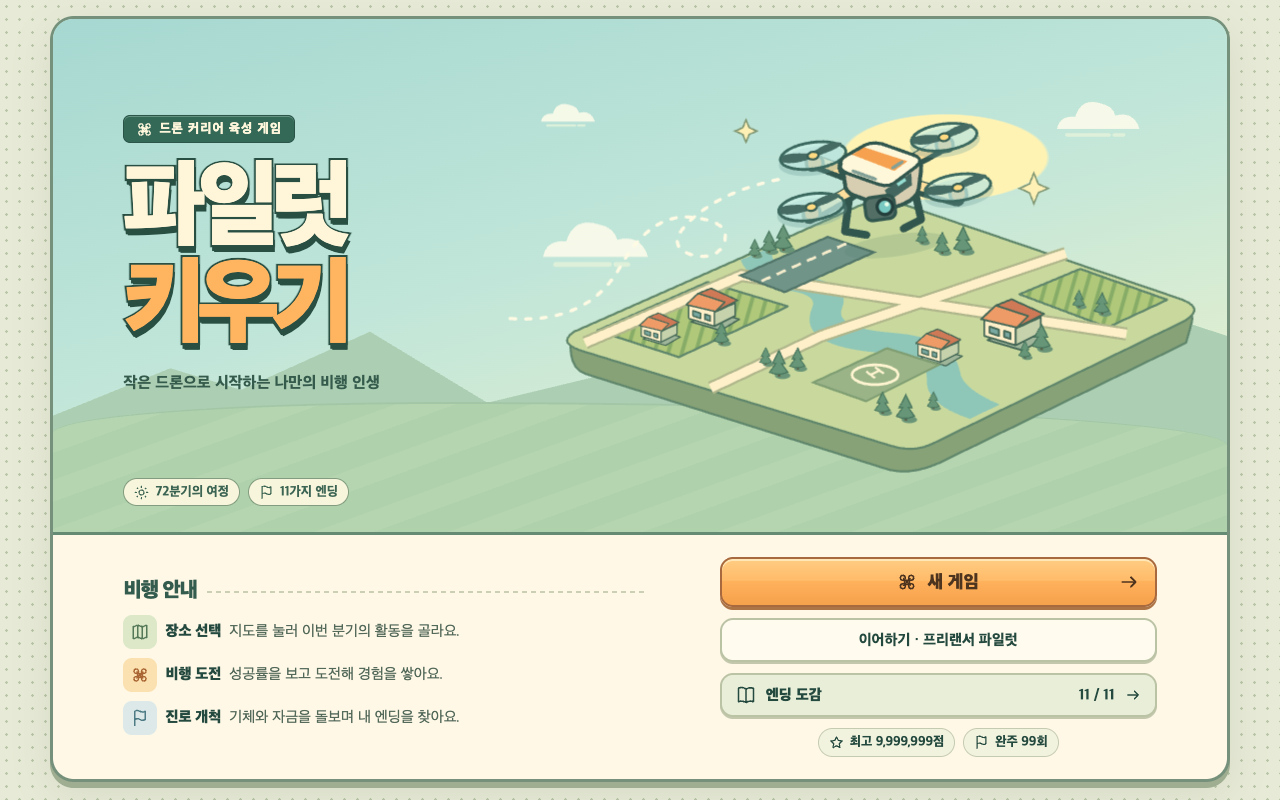 드론 커리어 육성 게임
파일럿
키우기
작은 드론으로 시작하는 나만의 비행 인생
72분기의 여정
11가지 엔딩
H
비행 안내
장소 선택 지도를 눌러 이번 분기의 활동을 골라요.
비행 도전 성공률을 보고 도전해 경험을 쌓아요.
진로 개척 기체와 자금을 돌보며 내 엔딩을 찾아요.
새 게임 →
이어하기 · 프리랜서 파일럿
엔딩 도감 11 / 11 →
최고 9,999,999점
완주 99회